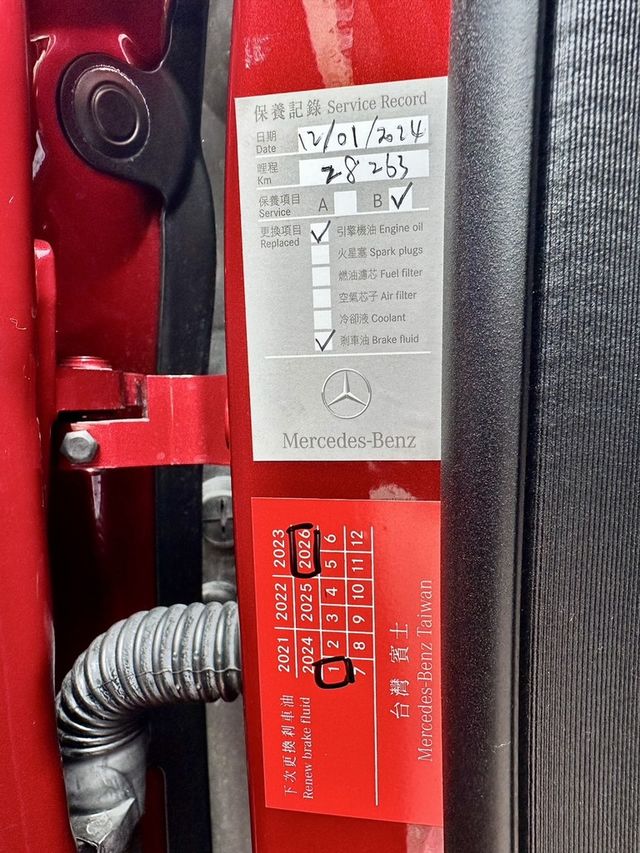 保養記錄 Service Record
日期 Date 12/01/2024
哩程 Km 28263
保養項目 Service A B ✓
更換項目 Replaced
✓ 引擎機油 Engine oil
火星塞 Spark plugs
燃油濾芯 Fuel filter
空氣芯子 Air filter
冷卻液 Coolant
✓ 剎車油 Brake fluid
Mercedes-Benz
下次更換剎車油
Renew brake fluid
2021 2022 2023
2024 2025 2026
1 2 3 4 5 6
7 8 9 10 11 12
台灣 賓士
Mercedes-Benz Taiwan